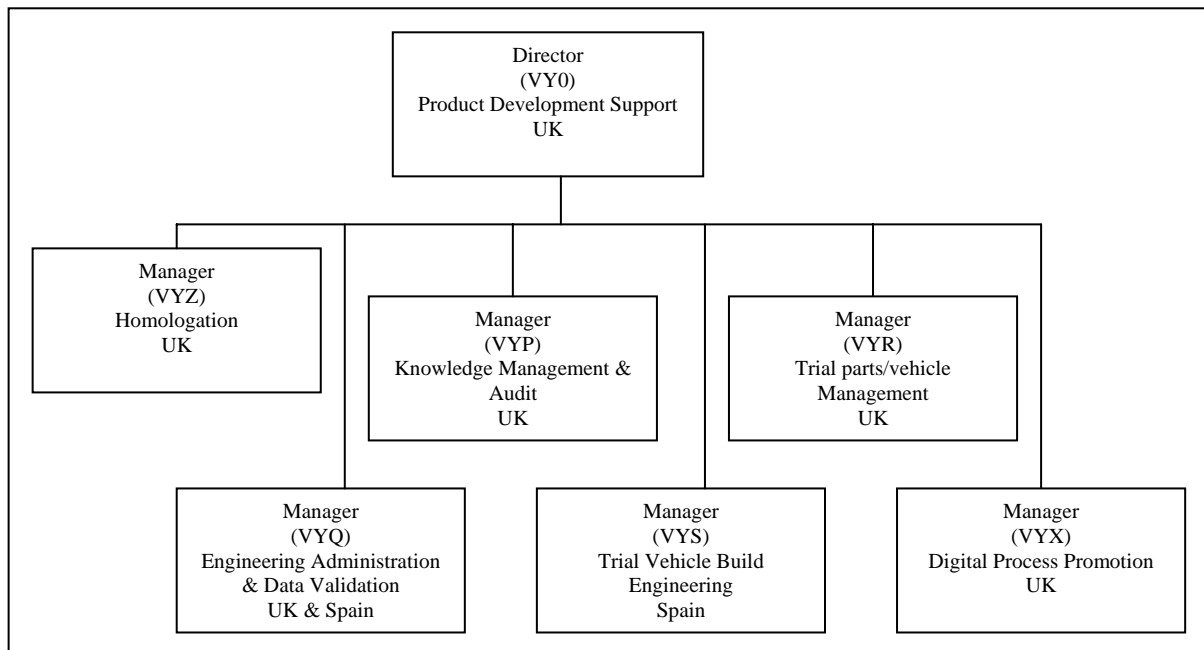 Director
(VY0)
Product Development Support
UK
Manager
(VYZ)
Homologation
UK
Manager
(VYP)
Knowledge Management &
Audit
UK
Manager
(VYR)
Trial parts/vehicle
Management
UK
Manager
(VYQ)
Engineering Administration
& Data Validation
UK & Spain
Manager
(VYS)
Trial Vehicle Build
Engineering
Spain
Manager
(VYX)
Digital Process Promotion
UK